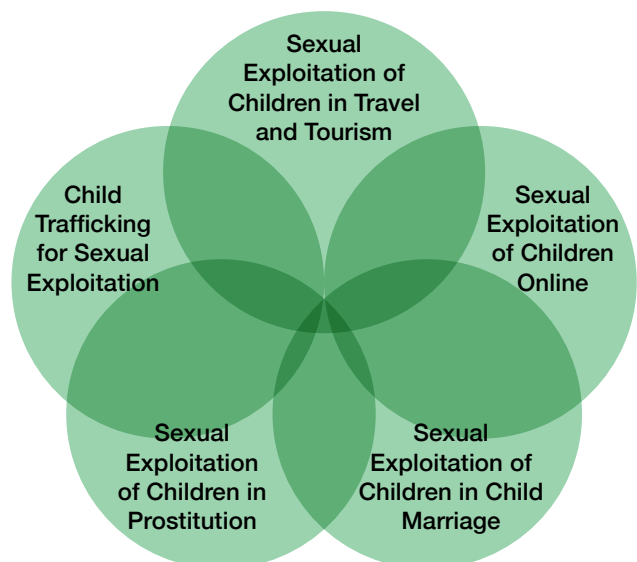 Sexual
Exploitation of
Children in Travel
and Tourism
Child
Trafficking
for Sexual
Exploitation
Sexual
Exploitation
of Children
Online
Sexual
Exploitation
of Children in
Prostitution
Sexual
Exploitation of
Children in Child
Marriage